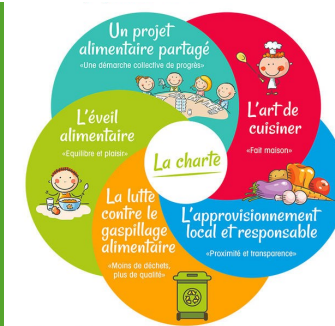 Un projet
alimentaire partagé
«Une démarche collective de progrès»
L'art de
cuisiner
«Fait maison»
L'éveil
alimentaire
«Equilibre et plaisir»
La charte
La lutte
contre le
gaspillage
alimentaire
«Moins de déchets,
plus de qualité»
L'approvisionnement
local et responsable
«Proximité et transparence»